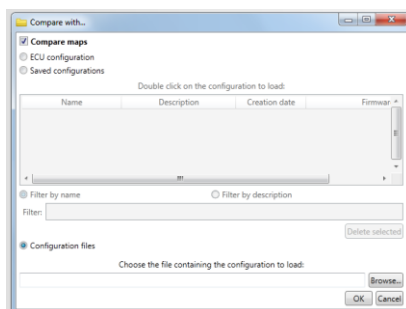 Compare with...
Compare maps
ECU configuration
Saved configurations
Double click on the configuration to load:
Name Description Creation date Firmwar
Filter by name Filter by description
Filter:
Delete selected
Configuration files
Choose the file containing the configuration to load:
Browse...
OK Cancel